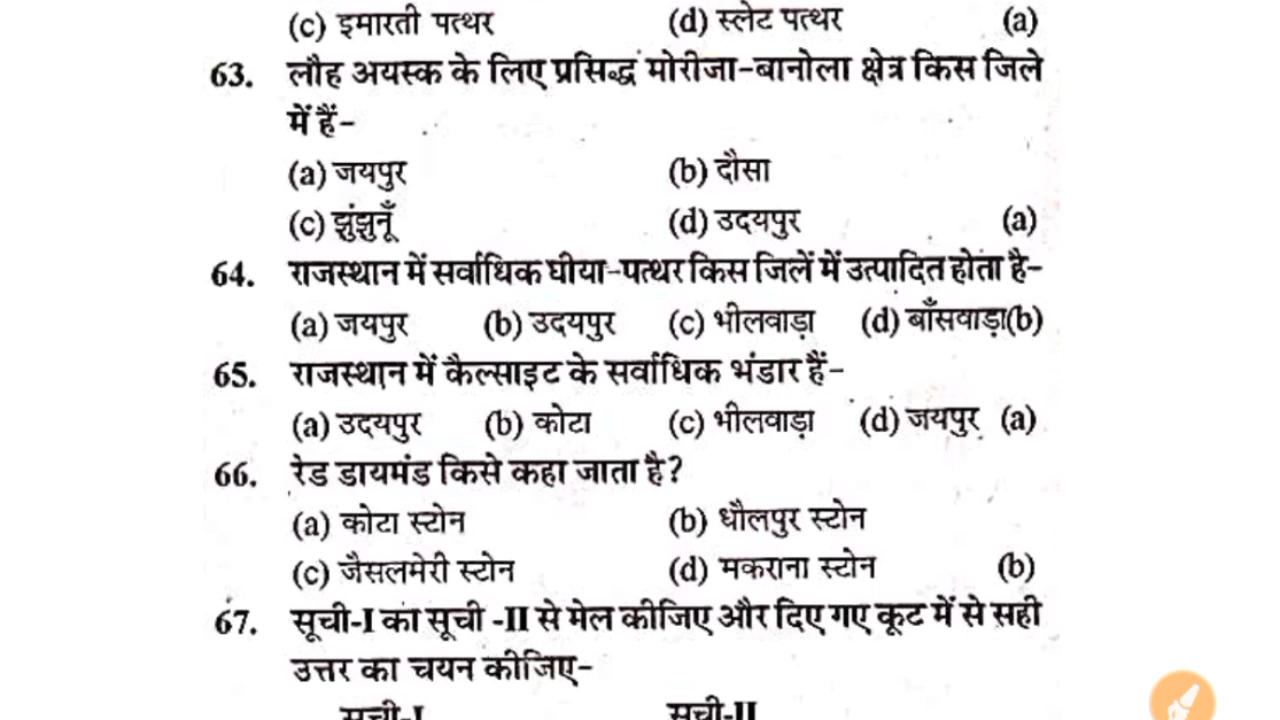 (c) इमारती पत्थर (d) स्लेट पत्थर (a)
63. लौह अयस्क के लिए प्रसिद्ध मोरीजा-बानोला क्षेत्र किस जिले
में हैं-
(a) जयपुर (b) दौसा
(c) झुंझुनूँ (d) उदयपुर (a)
64. राजस्थान में सर्वाधिक घीया-पत्थर किस जिलें में उत्पादित होता है-
(a) जयपुर (b) उदयपुर (c) भीलवाड़ा (d) बाँसवाड़ा(b)
65. राजस्थान में कैल्साइट के सर्वाधिक भंडार हैं-
(a) उदयपुर (b) कोटा (c) भीलवाड़ा (d) जयपुर (a)
66. रेड डायमंड किसे कहा जाता है?
(a) कोटा स्टोन (b) धौलपुर स्टोन
(c) जैसलमेरी स्टोन (d) मकराना स्टोन (b)
67. सूची-I का सूची -II से मेल कीजिए और दिए गए कूट में से सही
उत्तर का चयन कीजिए-
सूची-I सूची-II